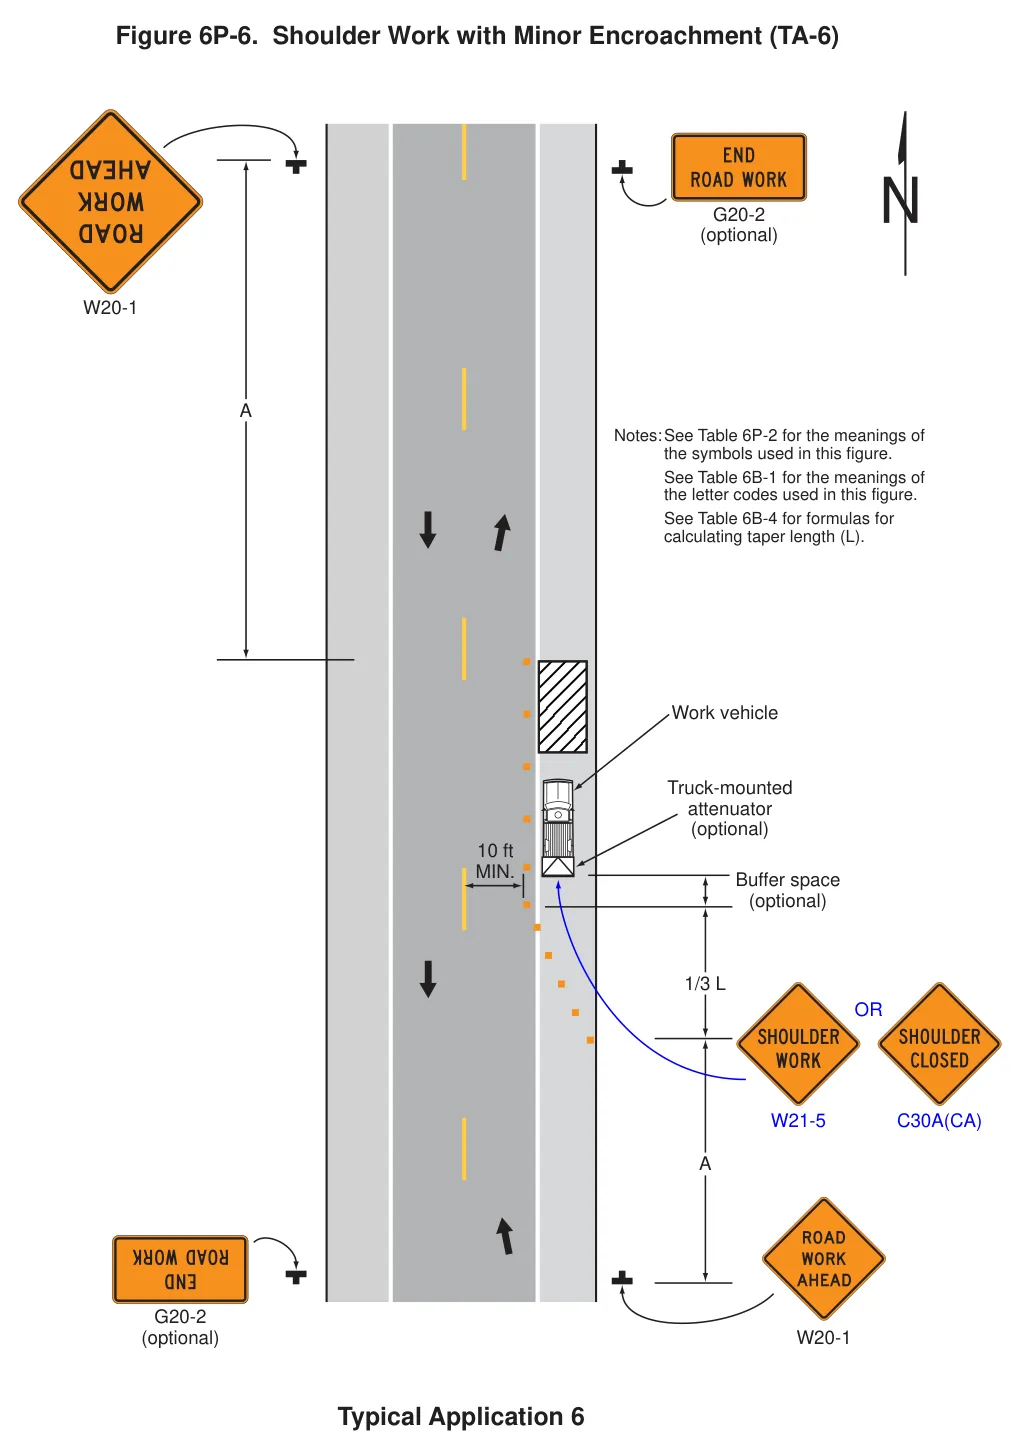 Figure 6P-6.  Shoulder Work with Minor Encroachment (TA-6)
ROAD
WORK
AHEAD
W20-1
END
ROAD WORK
G20-2
(optional)
N
A
Notes: See Table 6P-2 for the meanings of
the symbols used in this figure.
See Table 6B-1 for the meanings of
the letter codes used in this figure.
See Table 6B-4 for formulas for
calculating taper length (L).
Work vehicle
Truck-mounted
attenuator
(optional)
10 ft
MIN.
Buffer space
(optional)
1/3 L
SHOULDER
WORK
W21-5
OR
SHOULDER
CLOSED
C30A(CA)
A
ROAD
WORK
AHEAD
W20-1
END
ROAD WORK
G20-2
(optional)
Typical Application 6